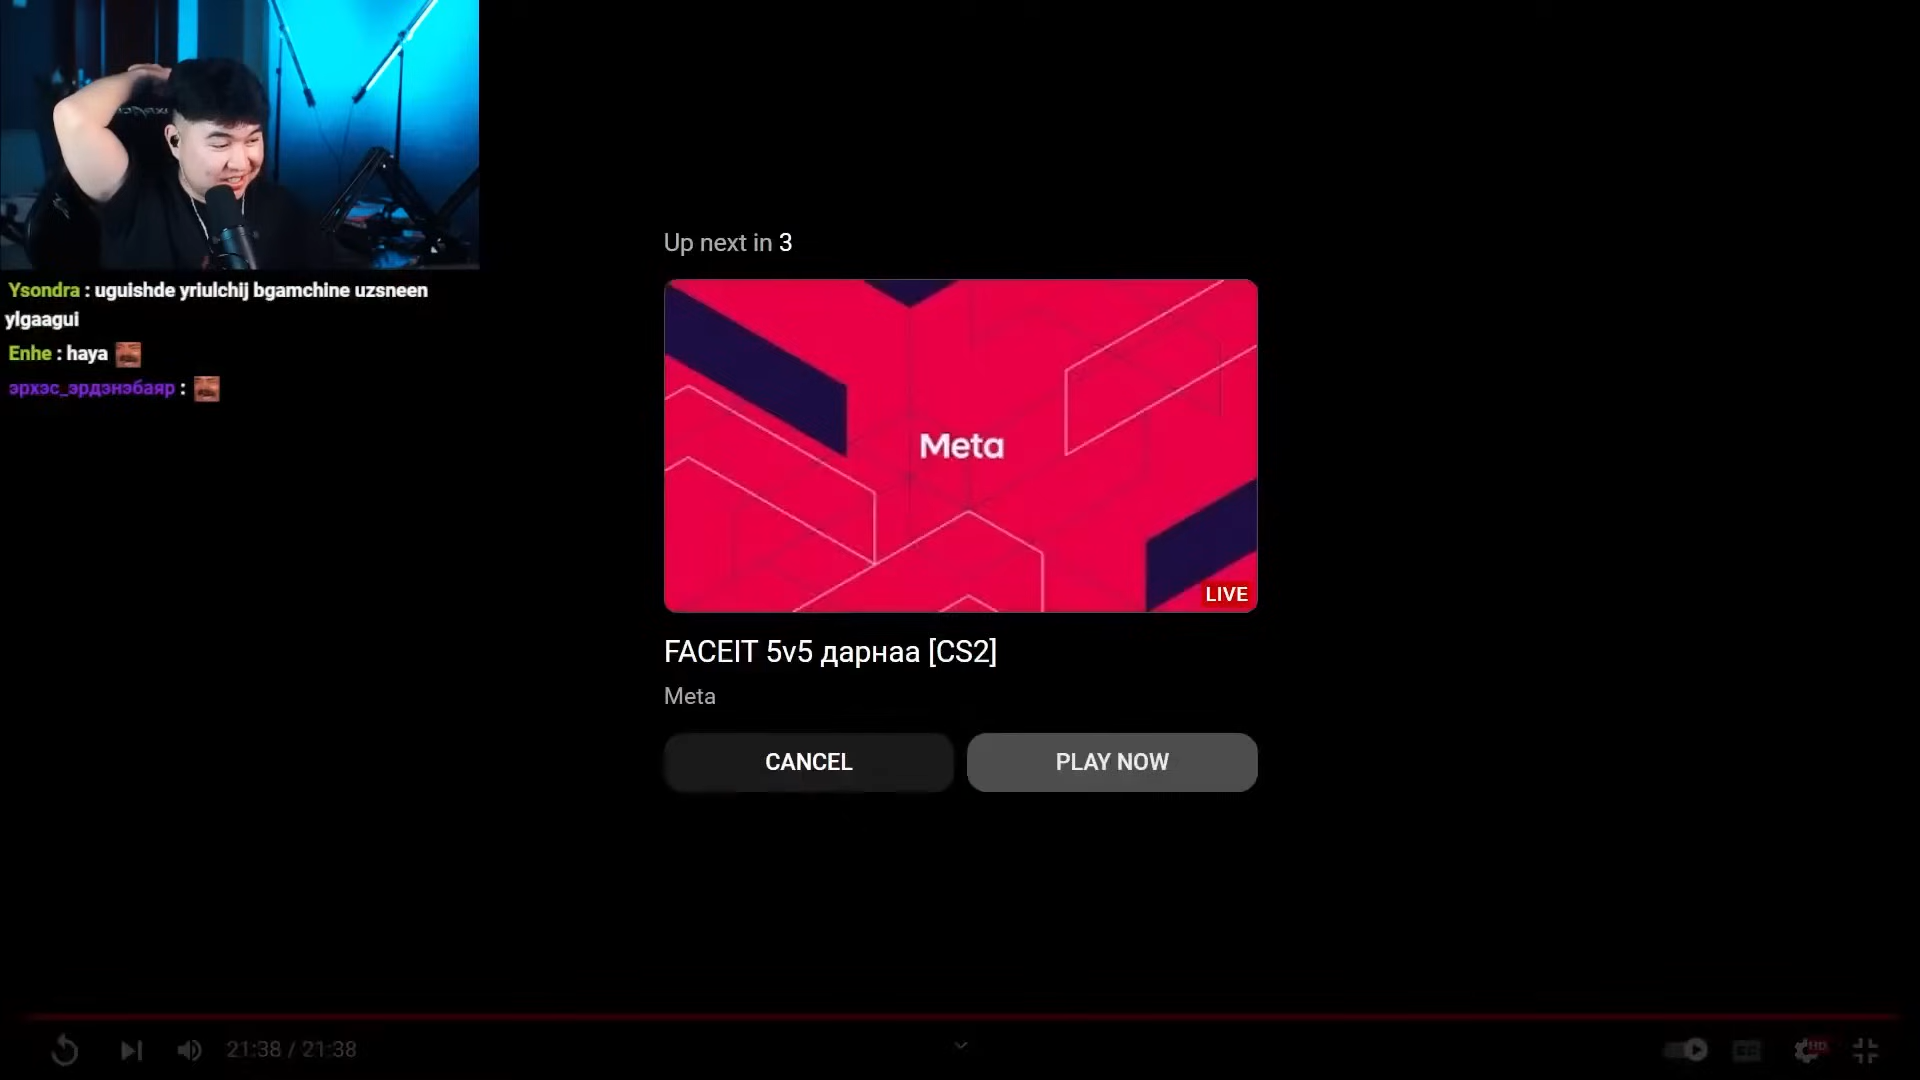 Ysondra : uguishde yriulchij bgamchine uzsneen
ylgaagui
Enhe : haya
эрхэс_эрдэнэбаяр :
Up next in 3
Meta
LIVE
FACEIT 5v5 дарнаа [CS2]
Meta
CANCEL
PLAY NOW
21:38 / 21:38
HD